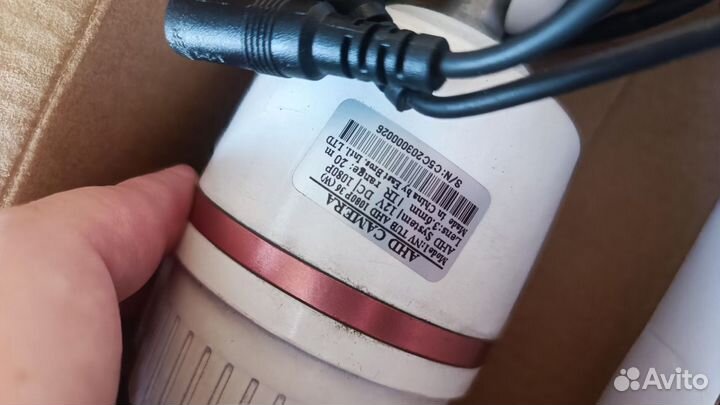 AHD CAMERA
Model:NV TUB AHD 1080P 36 (W)
AHD System| 12V DC| 1080P
Lens:3.6mm |IR range: 20 m
Made in China by East Bros. Intl. LTD
S/N:C5C203000026
Avito